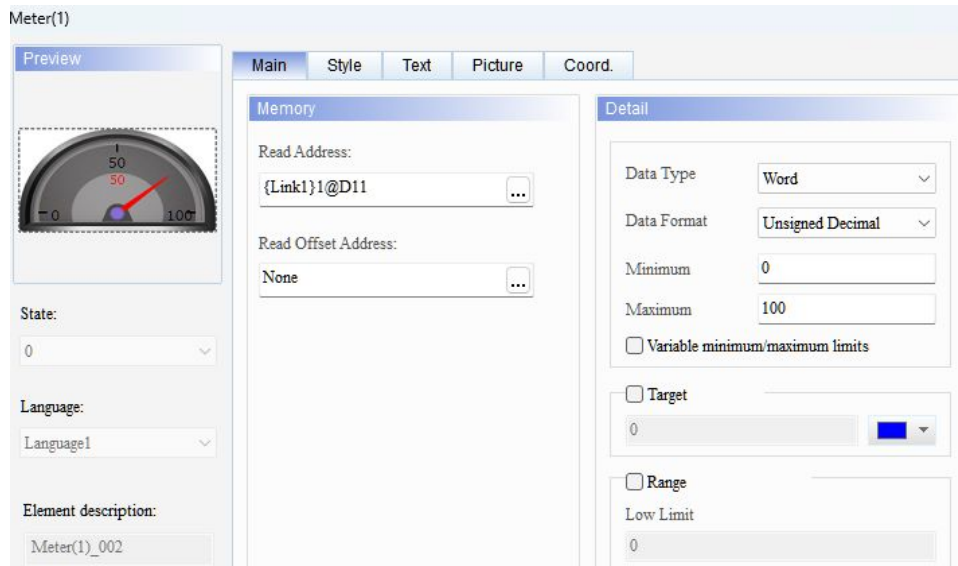 Meter(1)
Preview
50
50
0
100
State:
0
Language:
Language1
Element description:
Meter(1)_002
Main Style Text Picture Coord.
Memory
Read Address:
{Link1}1@D11
...
Read Offset Address:
None
...
Detail
Data Type Word
Data Format Unsigned Decimal
Minimum 0
Maximum 100
Variable minimum/maximum limits
Target
0
Range
Low Limit
0